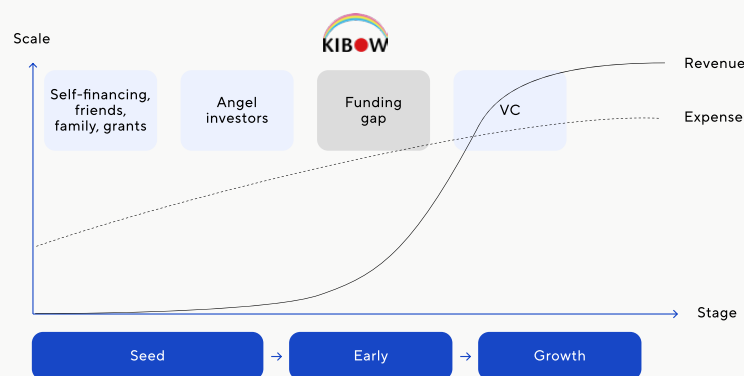 KIBOW
Scale
Revenue
Self-financing,
friends,
family, grants
Angel
investors
Funding
gap
VC
Expense
Stage
Seed
Early
Growth